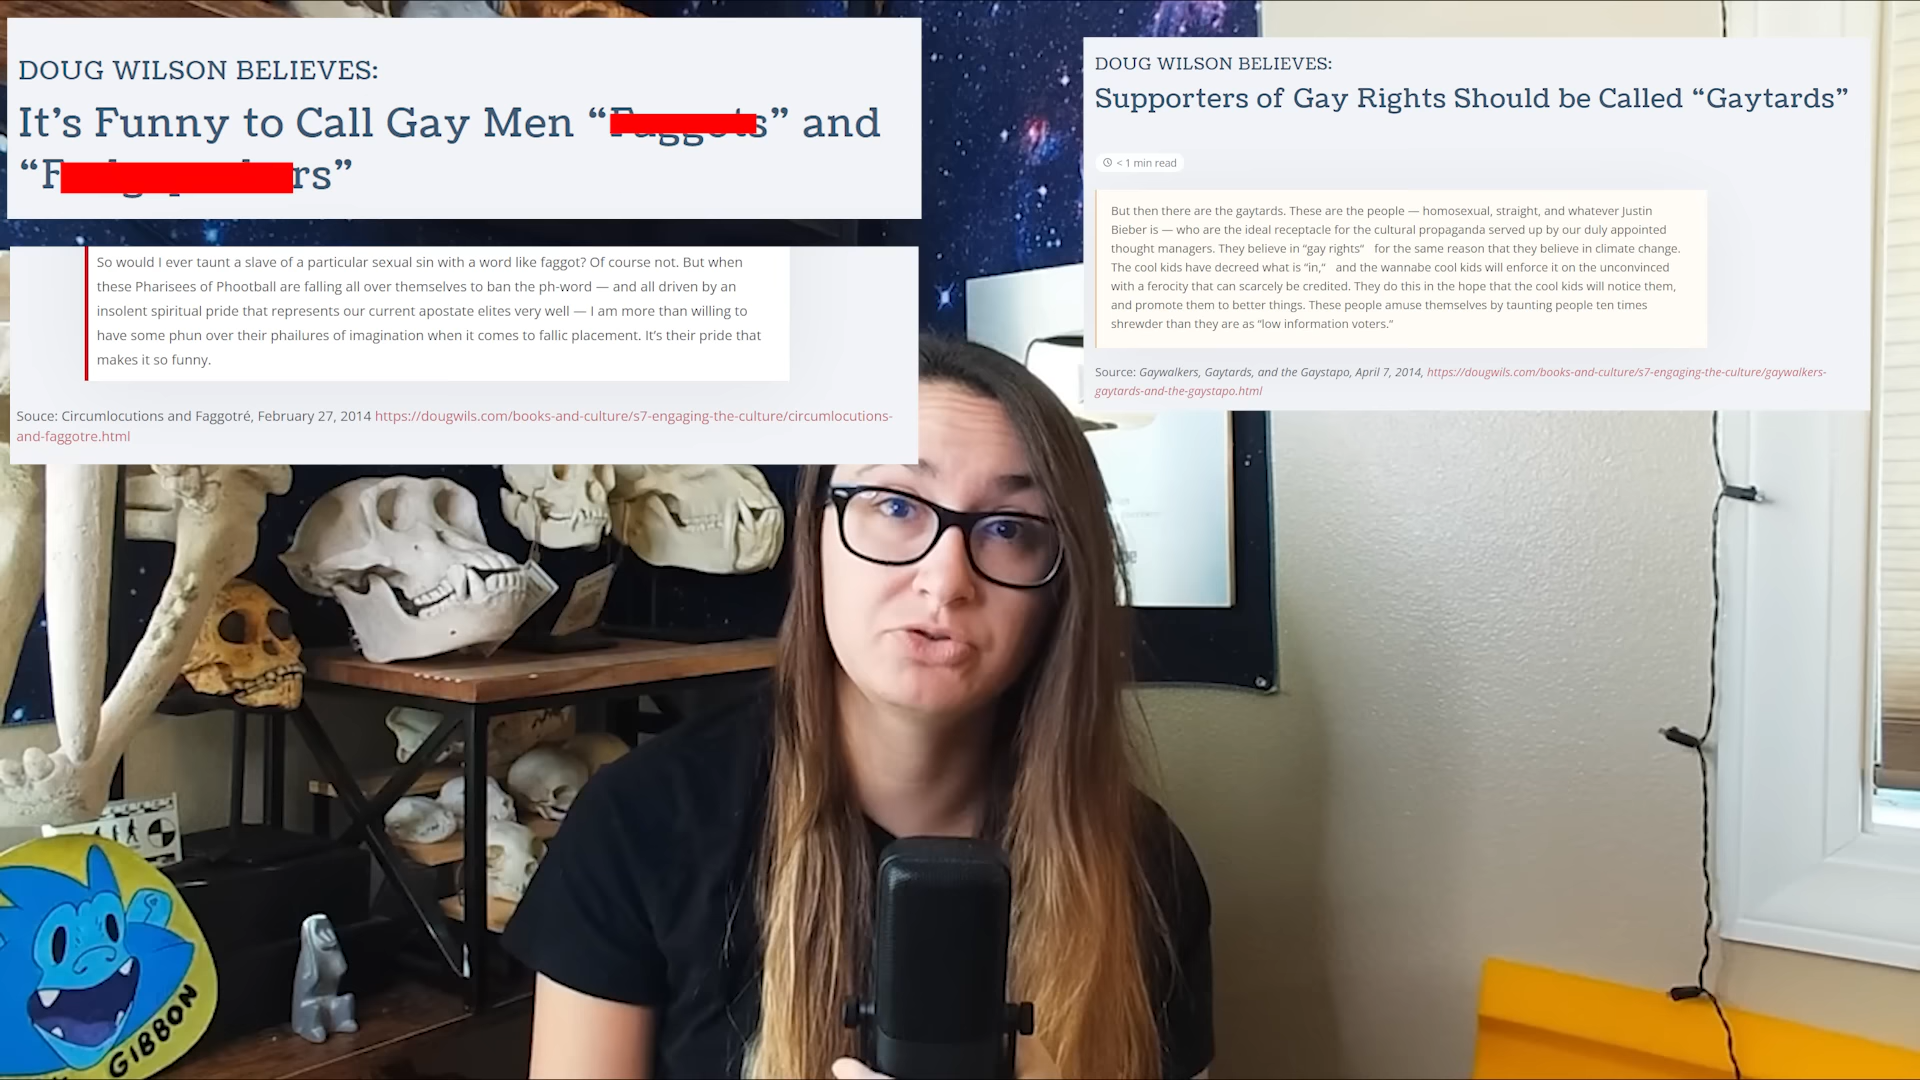 DOUG WILSON BELIEVES:
It’s Funny to Call Gay Men “Faggots” and
“F rs”
So would I ever taunt a slave of a particular sexual sin with a word like faggot? Of course not. But when
these Pharisees of Phootball are falling all over themselves to ban the ph-word — and all driven by an
insolent spiritual pride that represents our current apostate elites very well — I am more than willing to
have some phun over their phailures of imagination when it comes to fallic placement. It’s their pride that
makes it so funny.
Souce: Circumlocutions and Faggotré, February 27, 2014 https://dougwils.com/books-and-culture/s7-engaging-the-culture/circumlocutions-
and-faggotre.html
DOUG WILSON BELIEVES:
Supporters of Gay Rights Should be Called “Gaytards”
< 1 min read
But then there are the gaytards. These are the people — homosexual, straight, and whatever Justin
Bieber is — who are the ideal receptacle for the cultural propaganda served up by our duly appointed
thought managers. They believe in “gay rights” for the same reason that they believe in climate change.
The cool kids have decreed what is “in,” and the wannabe cool kids will enforce it on the unconvinced
with a ferocity that can scarcely be credited. They do this in the hope that the cool kids will notice them,
and promote them to better things. These people amuse themselves by taunting people ten times
shrewder than they are as “low information voters.”
Source: Gaywalkers, Gaytards, and the Gaystapo, April 7, 2014, https://dougwils.com/books-and-culture/s7-engaging-the-culture/gaywalkers-
gaytards-and-the-gaystapo.html
GIBBON